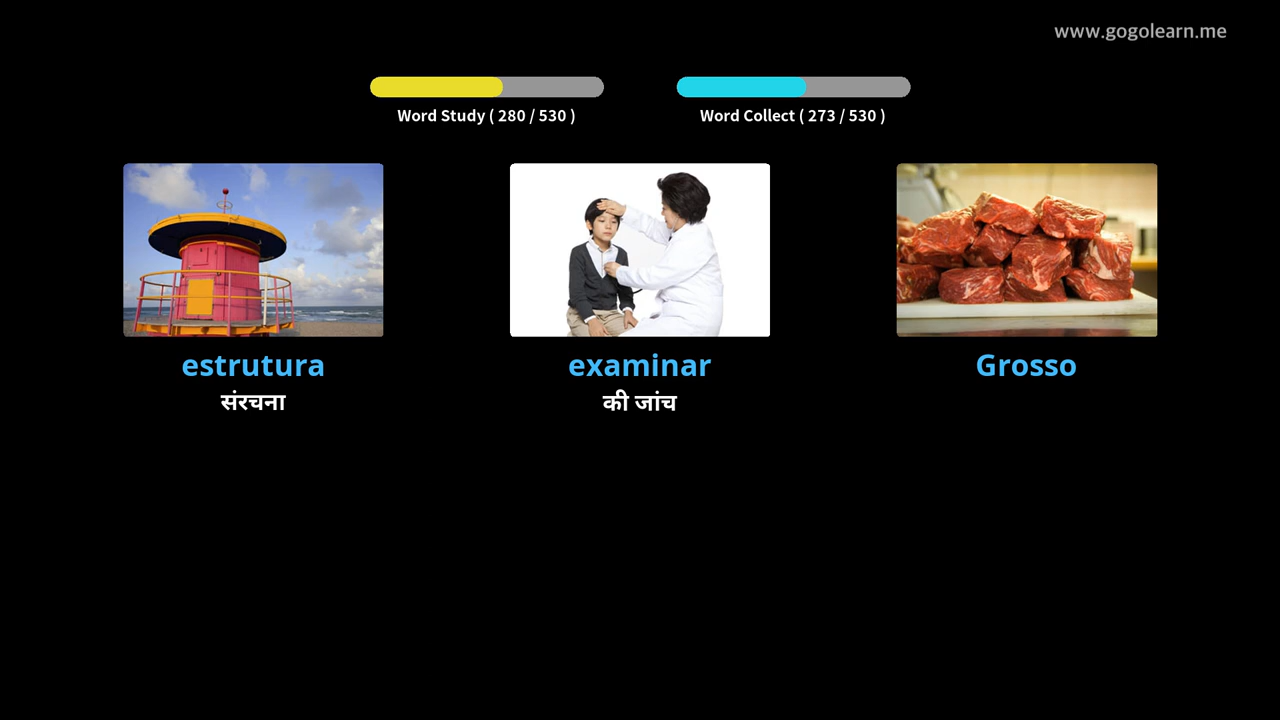 www.gogolearn.me
Word Study ( 280 / 530 )
Word Collect ( 273 / 530 )
estrutura
examinar
Grosso
संरचना
की जांच